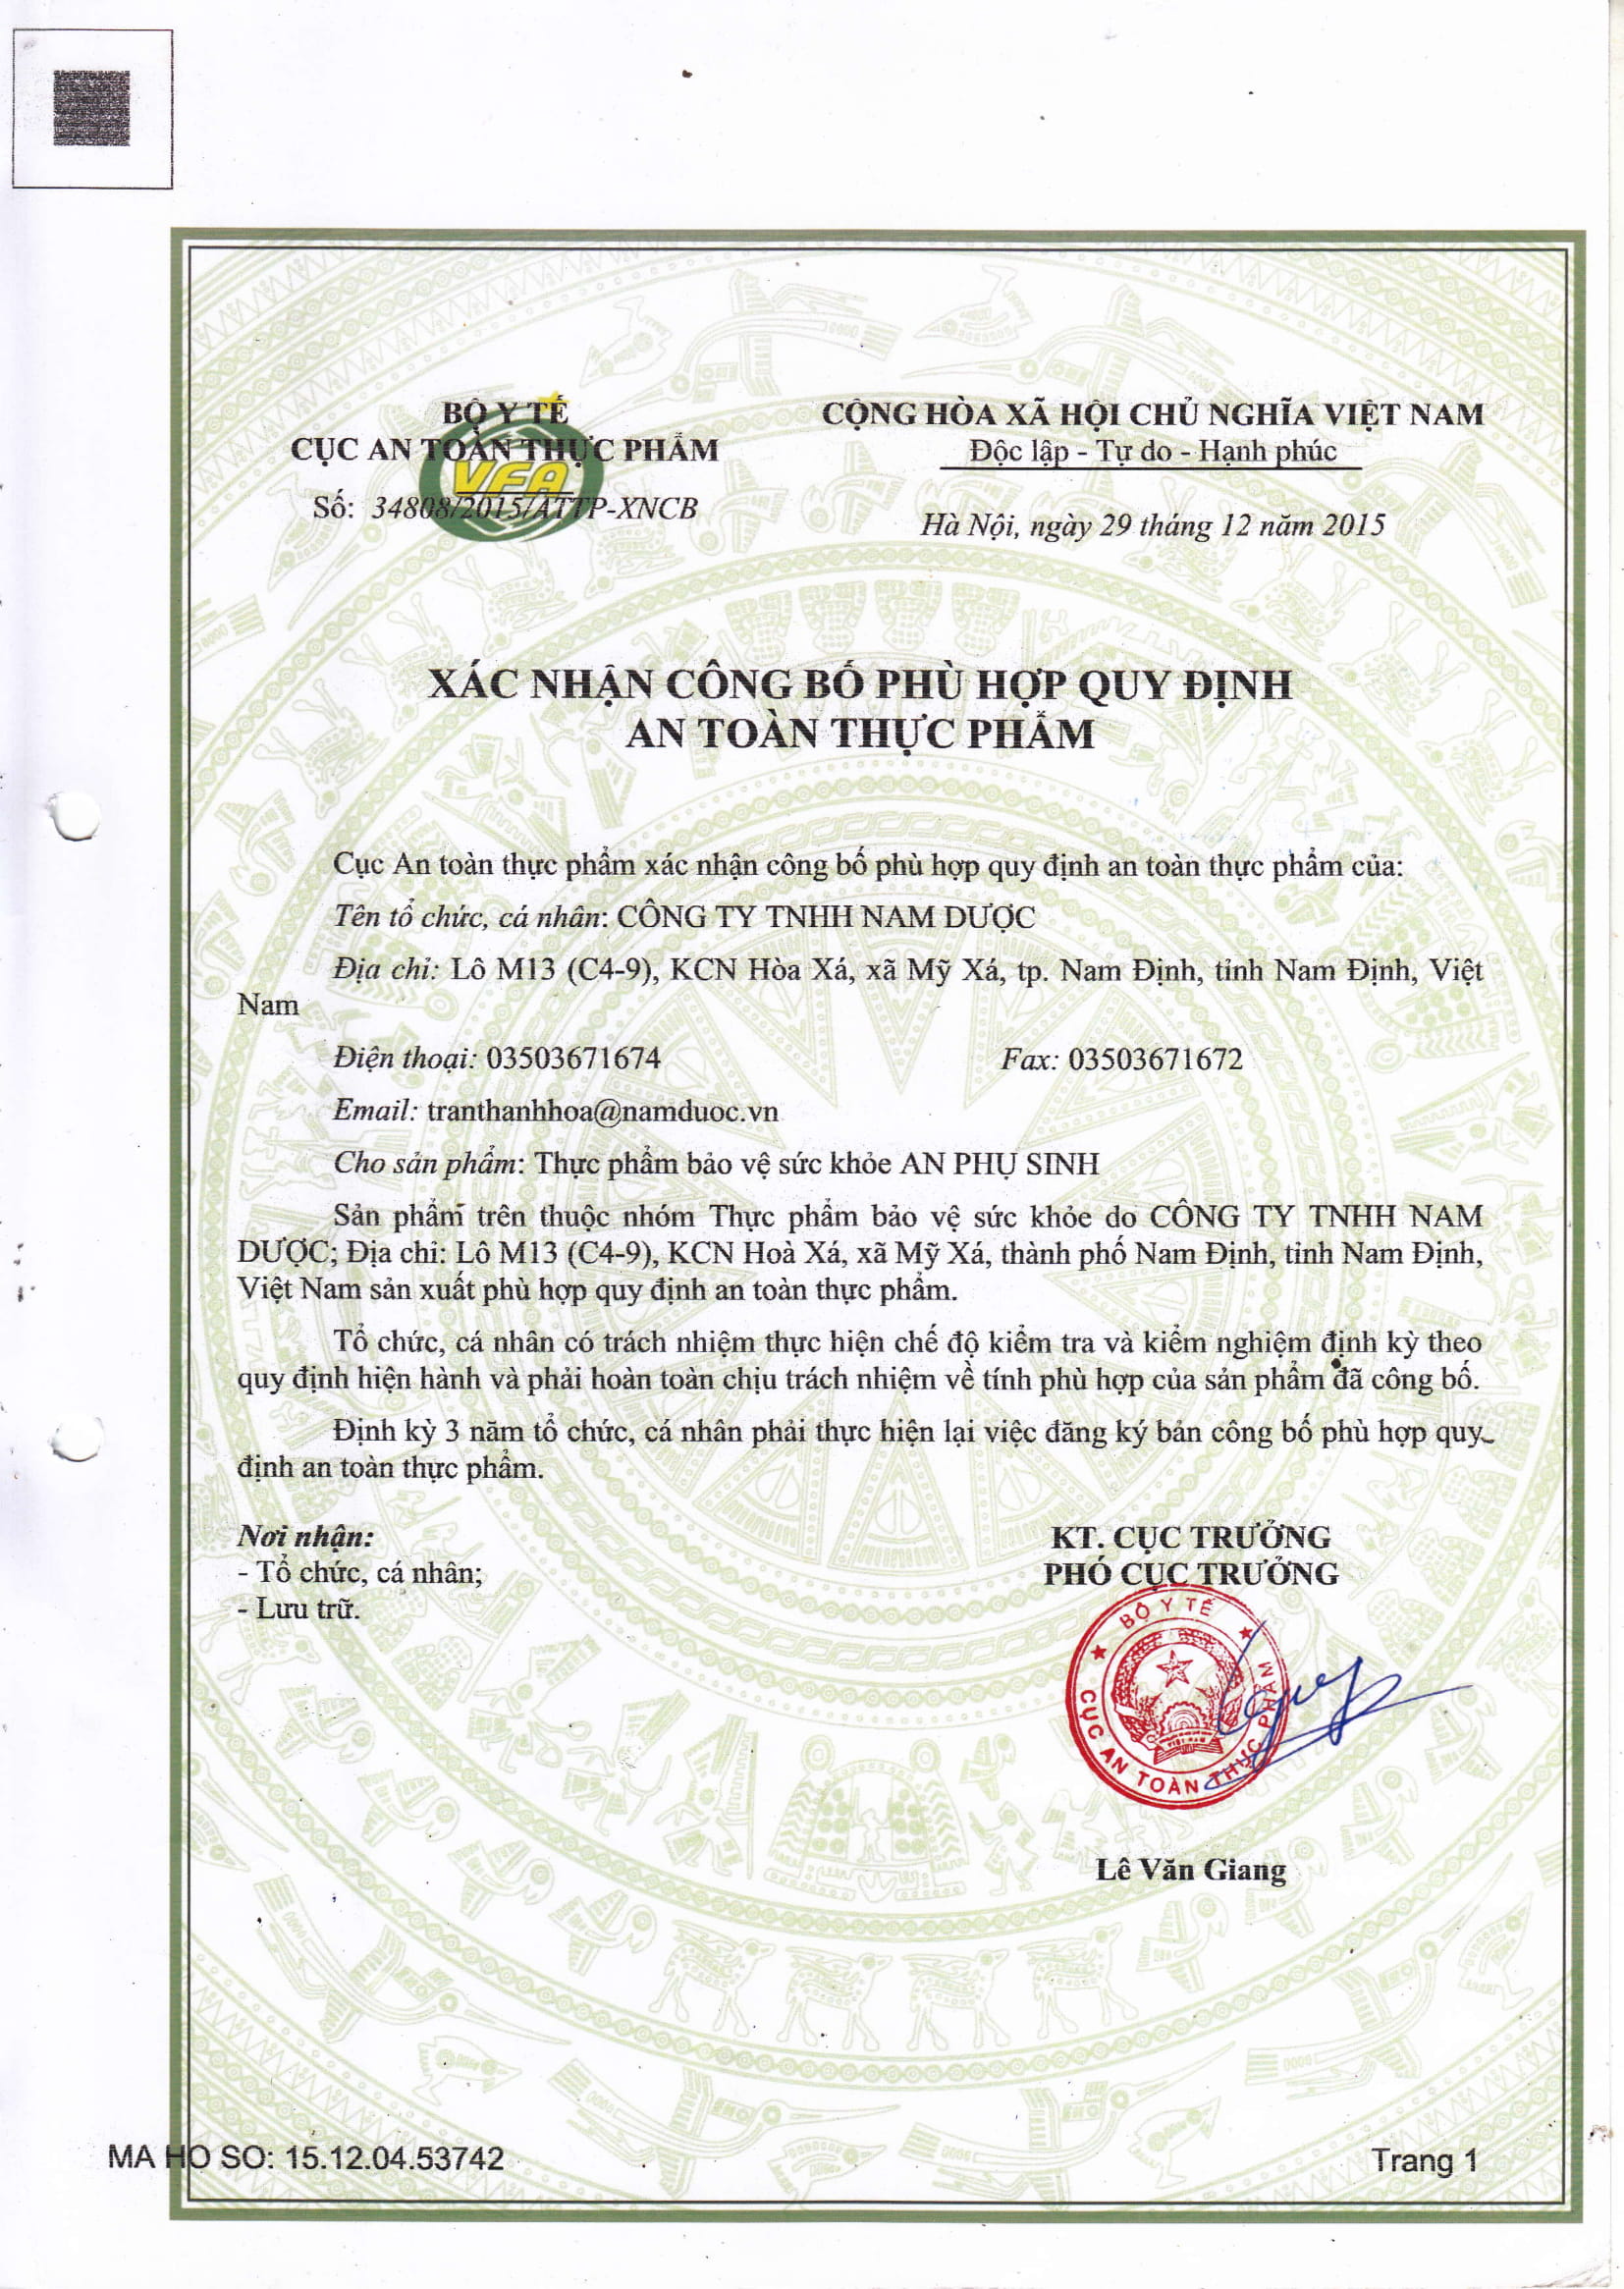 BỘ Y TẾ
CỤC AN TOÀN THỰC PHẨM
VFA
Số: 34808/2015/ATTP-XNCB
CỘNG HÒA XÃ HỘI CHỦ NGHĨA VIỆT NAM
Độc lập - Tự do - Hạnh phúc
Hà Nội, ngày 29 tháng 12 năm 2015
XÁC NHẬN CÔNG BỐ PHÙ HỢP QUY ĐỊNH
AN TOÀN THỰC PHẨM
Cục An toàn thực phẩm xác nhận công bố phù hợp quy định an toàn thực phẩm của:
Tên tổ chức, cá nhân: CÔNG TY TNHH NAM DƯỢC
Địa chỉ: Lô M13 (C4-9), KCN Hòa Xá, xã Mỹ Xá, tp. Nam Định, tỉnh Nam Định, Việt
Nam
Điện thoại: 03503671674 Fax: 03503671672
Email: tranthanhhoa@namduoc.vn
Cho sản phẩm: Thực phẩm bảo vệ sức khỏe AN PHỤ SINH
Sản phẩm trên thuộc nhóm Thực phẩm bảo vệ sức khỏe do CÔNG TY TNHH NAM
DƯỢC; Địa chỉ: Lô M13 (C4-9), KCN Hoà Xá, xã Mỹ Xá, thành phố Nam Định, tỉnh Nam Định,
Việt Nam sản xuất phù hợp quy định an toàn thực phẩm.
Tổ chức, cá nhân có trách nhiệm thực hiện chế độ kiểm tra và kiểm nghiệm định kỳ theo
quy định hiện hành và phải hoàn toàn chịu trách nhiệm về tính phù hợp của sản phẩm đã công bố.
Định kỳ 3 năm tổ chức, cá nhân phải thực hiện lại việc đăng ký bản công bố phù hợp quy
định an toàn thực phẩm.
Nơi nhận:
- Tổ chức, cá nhân;
- Lưu trữ.
KT. CỤC TRƯỞNG
PHÓ CỤC TRƯỞNG
BỘ Y TẾ
CỤC AN TOÀN THỰC PHẨM
VIỆT NAM
Lê Văn Giang
MA HO SO: 15.12.04.53742
Trang 1